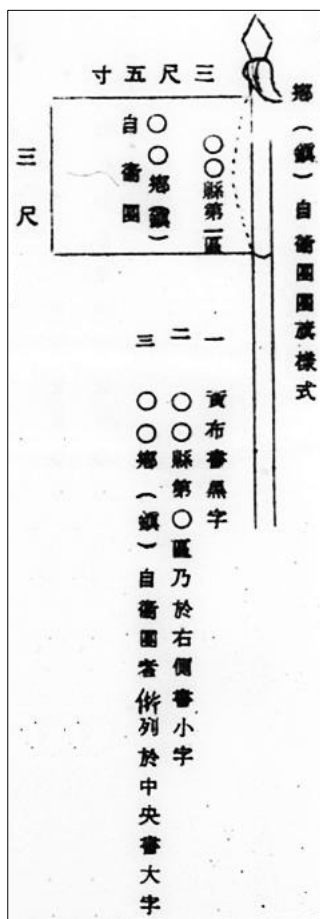 鄉(鎮)自衛團團旗樣式
三尺五寸
○○縣第一區
○○鄉(鎮)
自衛團
三尺
一 黃布書黑字
二 ○○縣第○區乃於右側書小字
三 ○○鄉(鎮)自衛團者併列於中央書大字